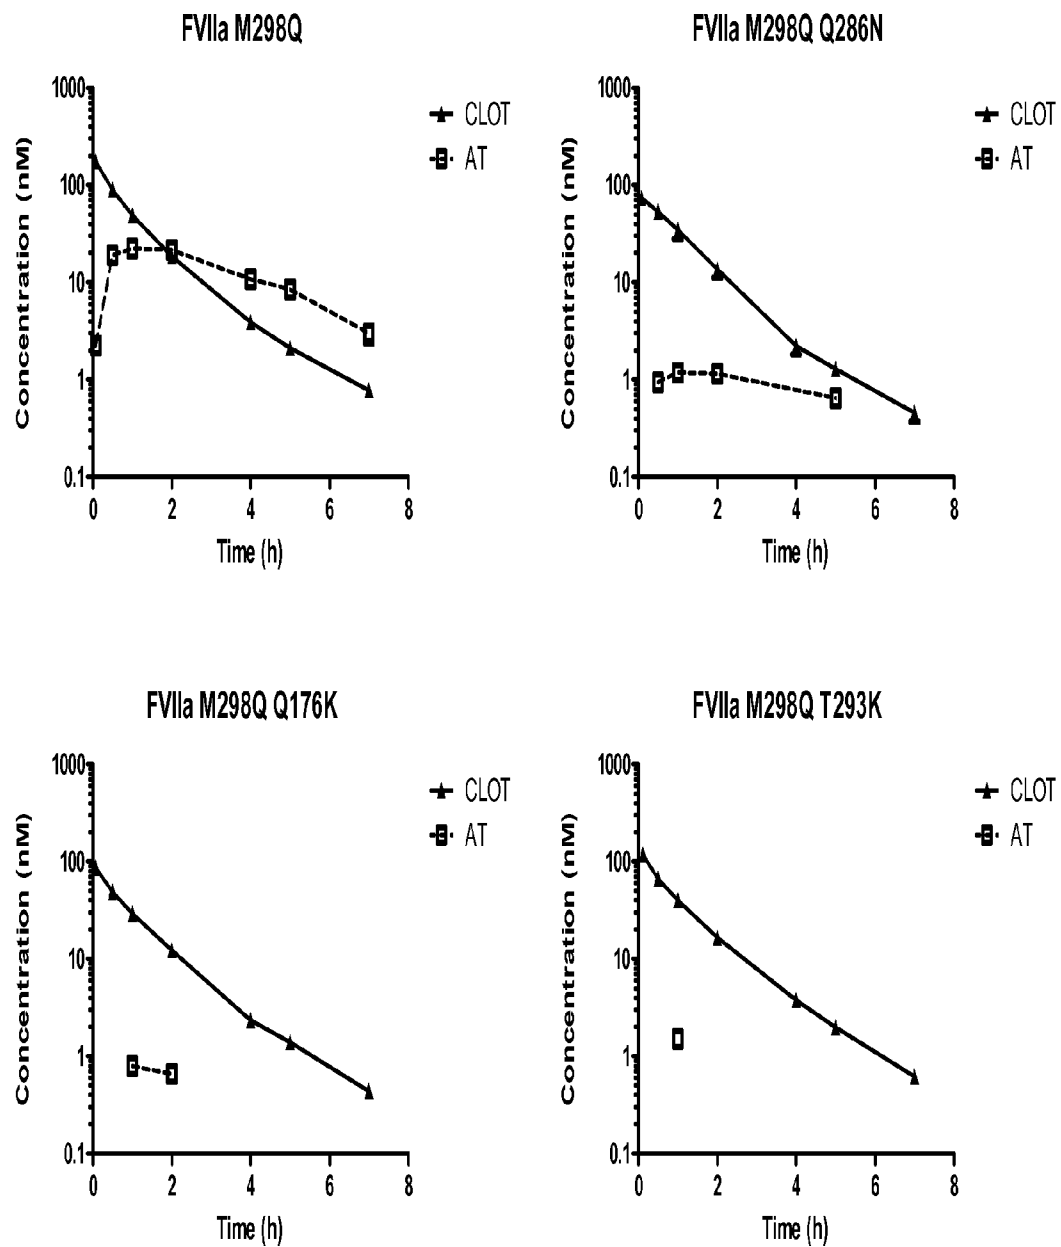 FVIIa M298Q
1000
100
10
1
0.1
Concentration (nM)
0 2 4 6 8
Time (h)
CLOT
AT
FVIIa M298Q Q286N
1000
100
10
1
0.1
Concentration (nM)
0 2 4 6 8
Time (h)
CLOT
AT
FVIIa M298Q Q176K
1000
100
10
1
0.1
Concentration (nM)
0 2 4 6 8
Time (h)
CLOT
AT
FVIIa M298Q T293K
1000
100
10
1
0.1
Concentration (nM)
0 2 4 6 8
Time (h)
CLOT
AT